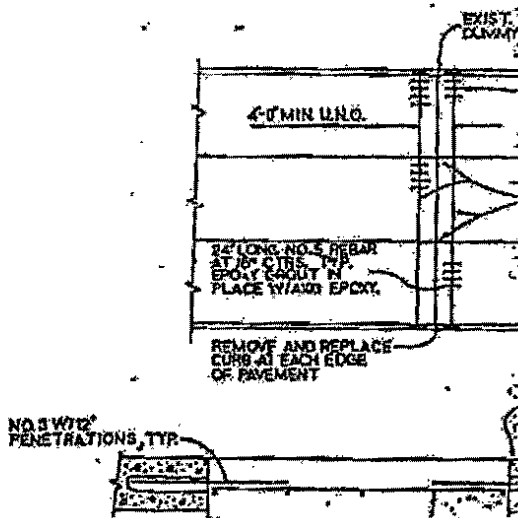 EXIST.
DUMMY
4'-0" MIN. U.N.O.
24" LONG NO. 5 REBAR
AT 18" CTRS. TYP.
EPOXY GROUT IN
PLACE W/A103 EPOXY.
REMOVE AND REPLACE
CURB AT EACH EDGE
OF PAVEMENT
NO. 5 W/12"
PENETRATIONS, TYP.